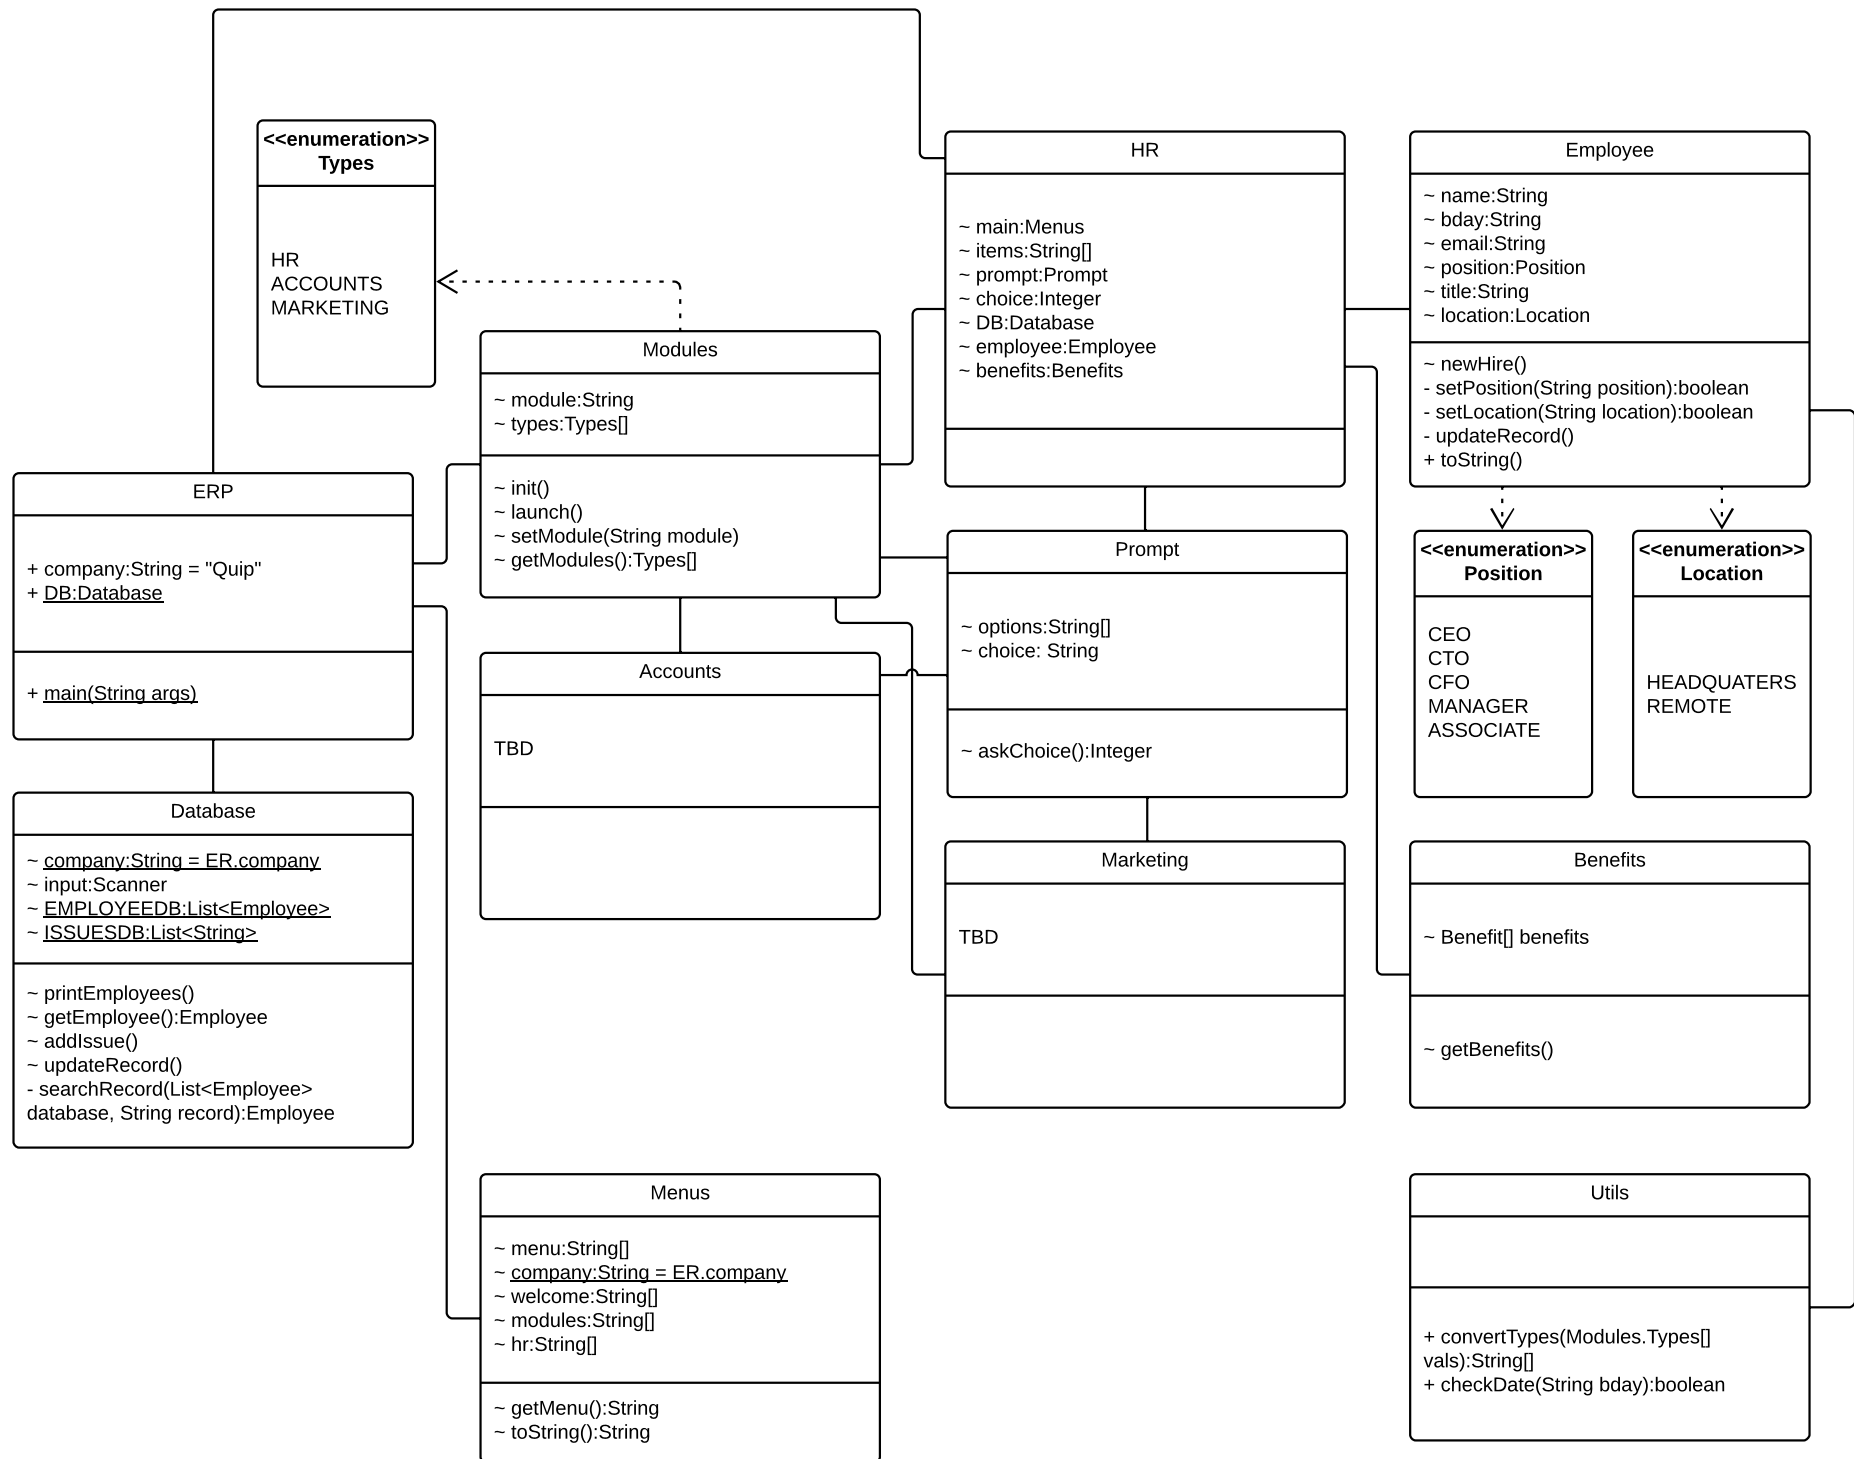 <<enumeration>>
Types
HR
ACCOUNTS
MARKETING
HR
~ main:Menus
~ items:String[]
~ prompt:Prompt
~ choice:Integer
~ DB:Database
~ employee:Employee
~ benefits:Benefits
Employee
~ name:String
~ bday:String
~ email:String
~ position:Position
~ title:String
~ location:Location
~ newHire()
- setPosition(String position):boolean
- setLocation(String location):boolean
- updateRecord()
+ toString()
Modules
~ module:String
~ types:Types[]
~ init()
~ launch()
~ setModule(String module)
~ getModules():Types[]
ERP
+ company:String = "Quip"
+ DB:Database
+ main(String args)
Prompt
~ options:String[]
~ choice: String
~ askChoice():Integer
<<enumeration>>
Position
CEO
CTO
CFO
MANAGER
ASSOCIATE
<<enumeration>>
Location
HEADQUATERS
REMOTE
Accounts
TBD
Database
~ company:String = ER.company
~ input:Scanner
~ EMPLOYEEDB:List<Employee>
~ ISSUESDB:List<String>
~ printEmployees()
~ getEmployee():Employee
~ addIssue()
~ updateRecord()
- searchRecord(List<Employee>
database, String record):Employee
Marketing
TBD
Benefits
~ Benefit[] benefits
~ getBenefits()
Menus
~ menu:String[]
~ company:String = ER.company
~ welcome:String[]
~ modules:String[]
~ hr:String[]
~ getMenu():String
~ toString():String
Utils
+ convertTypes(Modules.Types[]
vals):String[]
+ checkDate(String bday):boolean